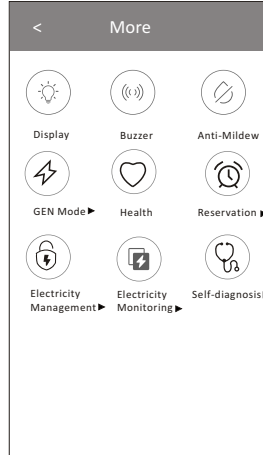 < More
Display Buzzer Anti-Mildew
GEN Mode▶ Health Reservation▶
Electricity Electricity Self-diagnosis
Management▶ Monitoring▶